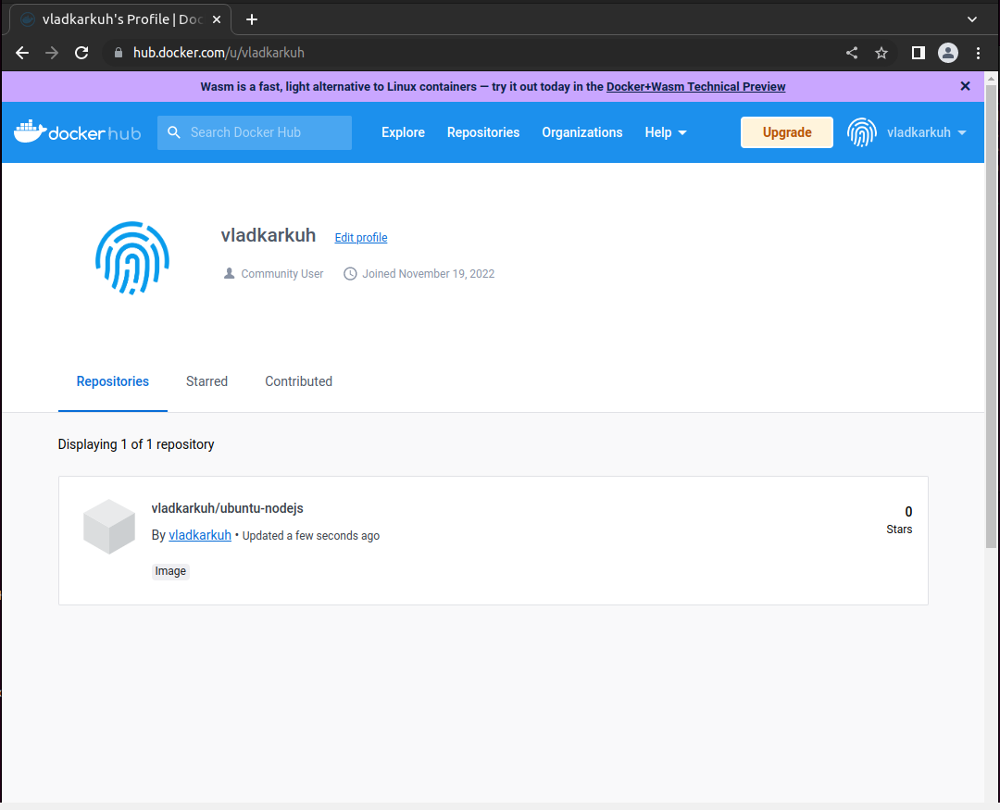 vladkarkuh's Profile | Doc
hub.docker.com/u/vladkarkuh
Wasm is a fast, light alternative to Linux containers — try it out today in the Docker+Wasm Technical Preview
docker hub Search Docker Hub Explore Repositories Organizations Help Upgrade vladkarkuh
vladkarkuh Edit profile
Community User Joined November 19, 2022
Repositories Starred Contributed
Displaying 1 of 1 repository
vladkarkuh/ubuntu-nodejs
0
By vladkarkuh • Updated a few seconds ago
Stars
Image